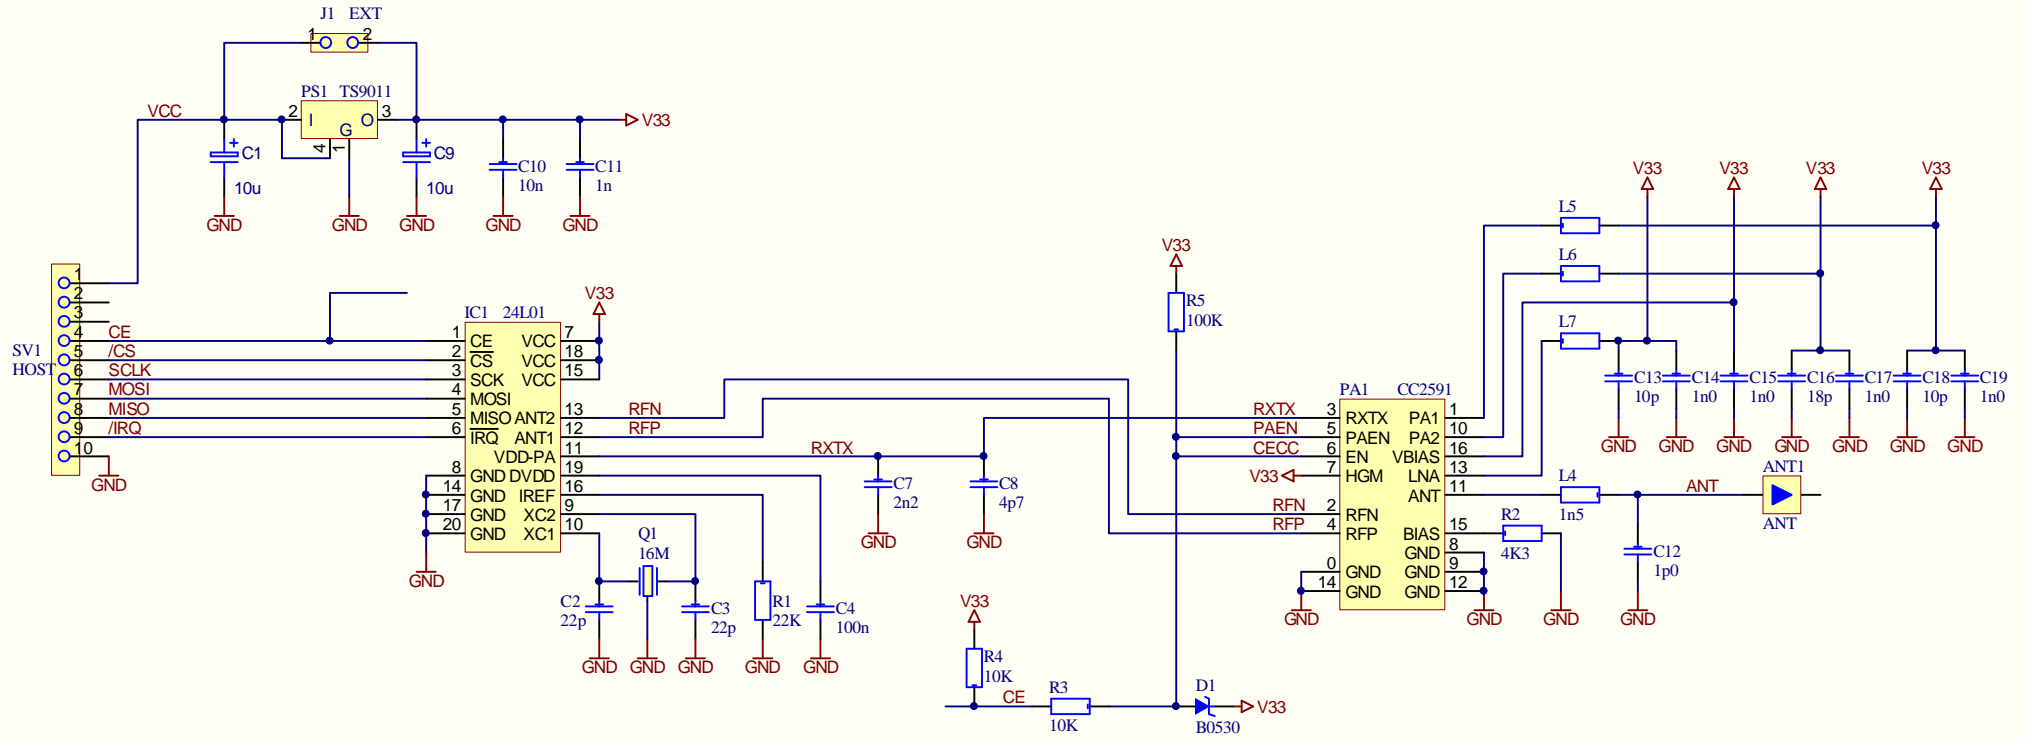 J1 EXT
1 2
PS1 TS9011
VCC 2 I O 3 V33
G
4 1
C1 10u
C9 10u
C10 10n
C11 1n
GND GND GND GND GND
SV1
HOST
1
2
3
4 CE
5 /CS
6 SCLK
7 MOSI
8 MISO
9 /IRQ
10
GND
IC1 24L01
V33
1 CE VCC 7
2 CS VCC 18
3 SCK VCC 15
4 MOSI
5 MISO ANT2 13 RFN
6 IRQ ANT1 12 RFP
VDD-PA 11 RXTX
8 GND DVDD 19
14 GND IREF 16
17 GND XC2 9
20 GND XC1 10
GND
Q1
16M
C2
22p
C3
22p
R1
22K
C4
100n
GND GND GND GND GND
C7
2n2
GND
C8
4p7
GND
V33
R5
100K
V33
R4
10K
CE
R3
10K
D1
B0530
V33
PA1 CC2591
RXTX 3 RXTX PA1 1
PAEN 5 PAEN PA2 10
CECC 6 EN VBIAS 16
V33 7 HGM LNA 13
ANT 11
RFN 2 RFN
RFP 4 RFP BIAS 15
GND 8
0 GND GND 9
14 GND GND 12
GND GND
V33 V33 V33 V33
L5
L6
L7
C13 10p
C14 1n0
C15 1n0
C16 18p
C17 1n0
C18 10p
C19 1n0
GND GND GND GND GND GND GND
L4
1n5
ANT
ANT1
ANT
R2
4K3
GND
C12
1p0
GND